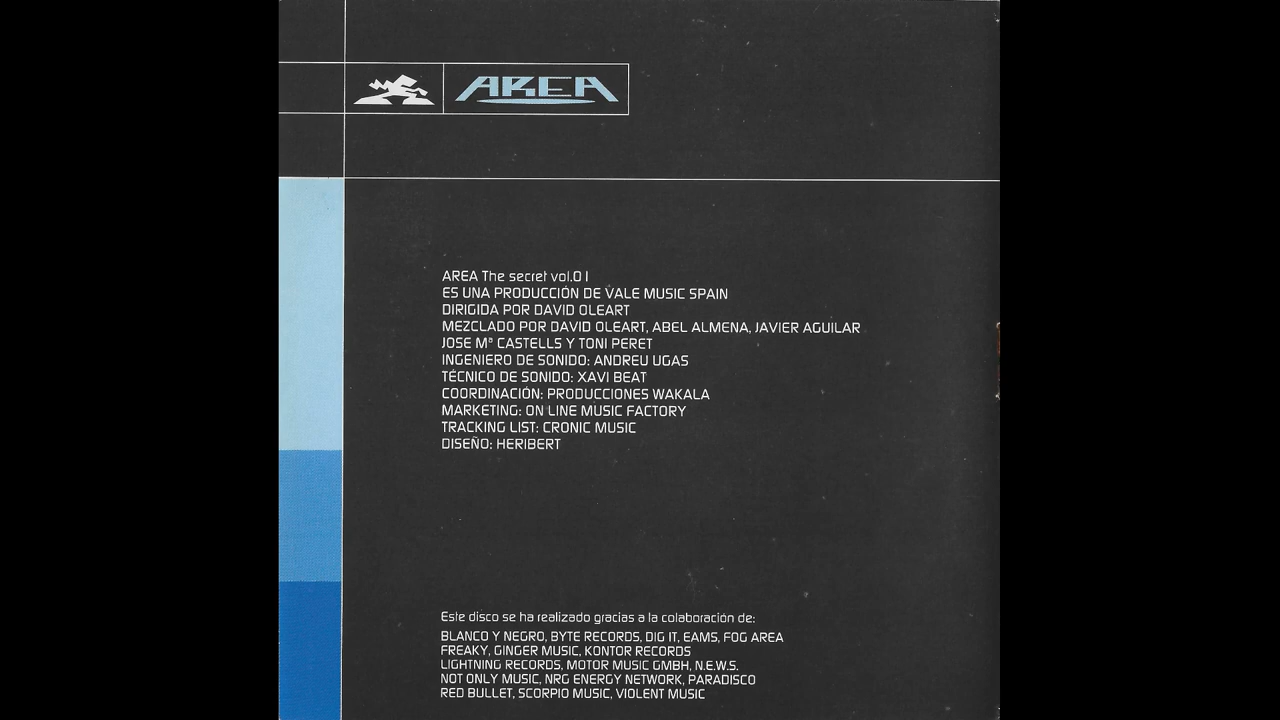 AREA
AREA The secret vol.01
ES UNA PRODUCCIÓN DE VALE MUSIC SPAIN
DIRIGIDA POR DAVID OLEART
MEZCLADO POR DAVID OLEART, ABEL ALMENA, JAVIER AGUILAR
JOSE Mª CASTELLS Y TONI PERET
INGENIERO DE SONIDO: ANDREU UGAS
TÉCNICO DE SONIDO: XAVI BEAT
COORDINACIÓN: PRODUCCIONES WAKALA
MARKETING: ON LINE MUSIC FACTORY
TRACKING LIST: CRONIC MUSIC
DISEÑO: HERIBERT
Este disco se ha realizado gracias a la colaboración de:
BLANCO Y NEGRO, BYTE RECORDS, DIG IT, EAMS, FOG AREA
FREAKY, GINGER MUSIC, KONTOR RECORDS
LIGHTNING RECORDS, MOTOR MUSIC GMBH, N.E.W.S.
NOT ONLY MUSIC, NRG ENERGY NETWORK, PARADISCO
RED BULLET, SCORPIO MUSIC, VIOLENT MUSIC